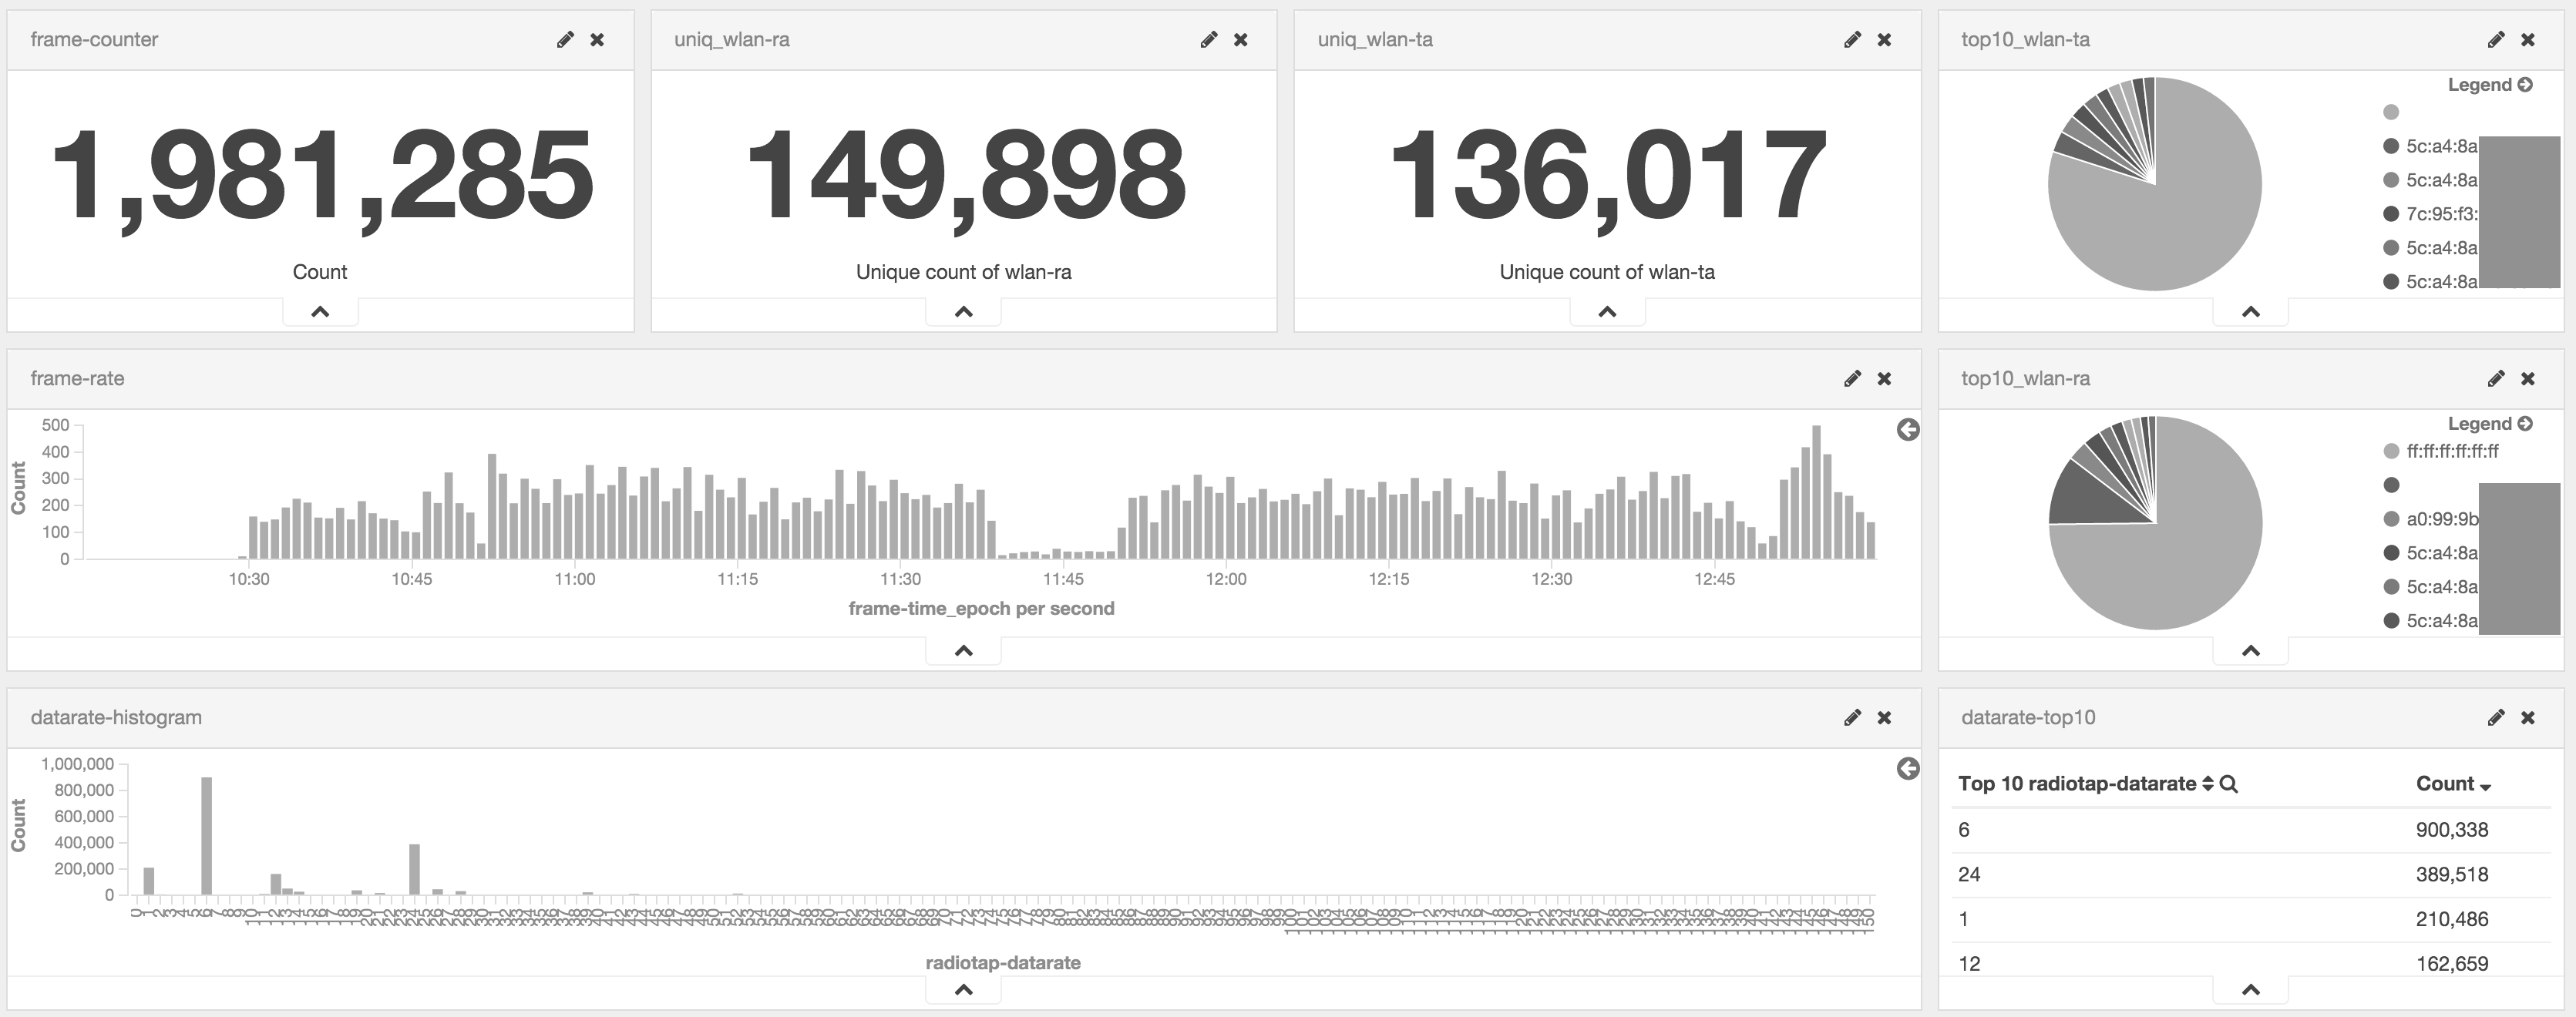 frame-counter
1,981,285
Count
uniq_wlan-ra
149,898
Unique count of wlan-ra
uniq_wlan-ta
136,017
Unique count of wlan-ta
top10_wlan-ta
Legend
5c:a4:8a
5c:a4:8a
7c:95:f3:
5c:a4:8a
5c:a4:8a
frame-rate
500
400
300
200
100
0
Count
10:30 10:45 11:00 11:15 11:30 11:45 12:00 12:15 12:30 12:45
frame-time_epoch per second
top10_wlan-ra
Legend
ff:ff:ff:ff:ff:ff
a0:99:9b
5c:a4:8a
5c:a4:8a
5c:a4:8a
datarate-histogram
1,000,000
800,000
600,000
400,000
200,000
0
Count
radiotap-datarate
datarate-top10
Top 10 radiotap-datarate Count
6 900,338
24 389,518
1 210,486
12 162,659